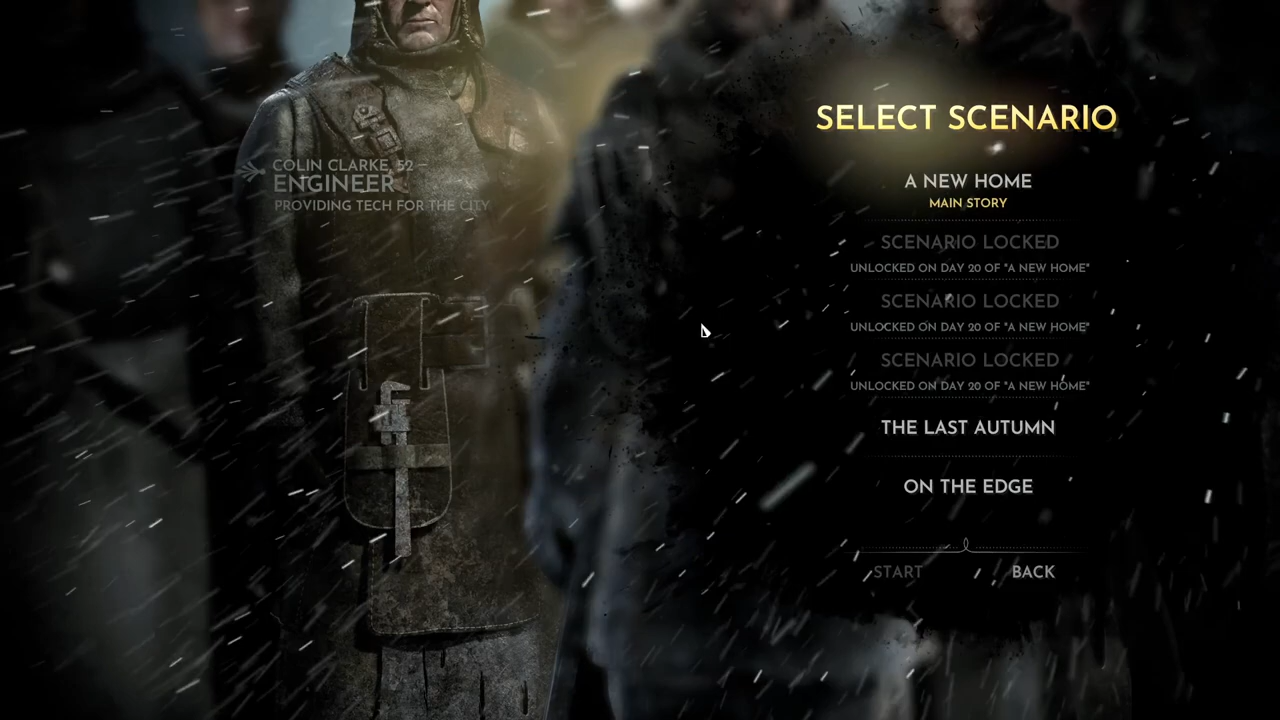 SELECT SCENARIO
COLIN CLARKE, 52
ENGINEER
PROVIDING TECH FOR THE CITY
A NEW HOME
MAIN STORY
SCENARIO LOCKED
UNLOCKED ON DAY 20 OF "A NEW HOME"
SCENARIO LOCKED
UNLOCKED ON DAY 20 OF "A NEW HOME"
SCENARIO LOCKED
UNLOCKED ON DAY 20 OF "A NEW HOME"
THE LAST AUTUMN
ON THE EDGE
START BACK